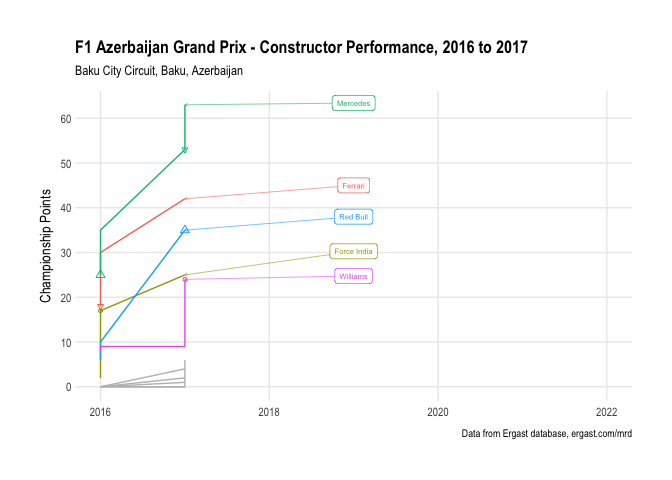 F1 Azerbaijan Grand Prix - Constructor Performance, 2016 to 2017
Baku City Circuit, Baku, Azerbaijan
Championship Points
60
50
40
30
20
10
0
Mercedes
Ferrari
Red Bull
Force India
Williams
2016
2018
2020
2022
Data from Ergast database, ergast.com/mrd